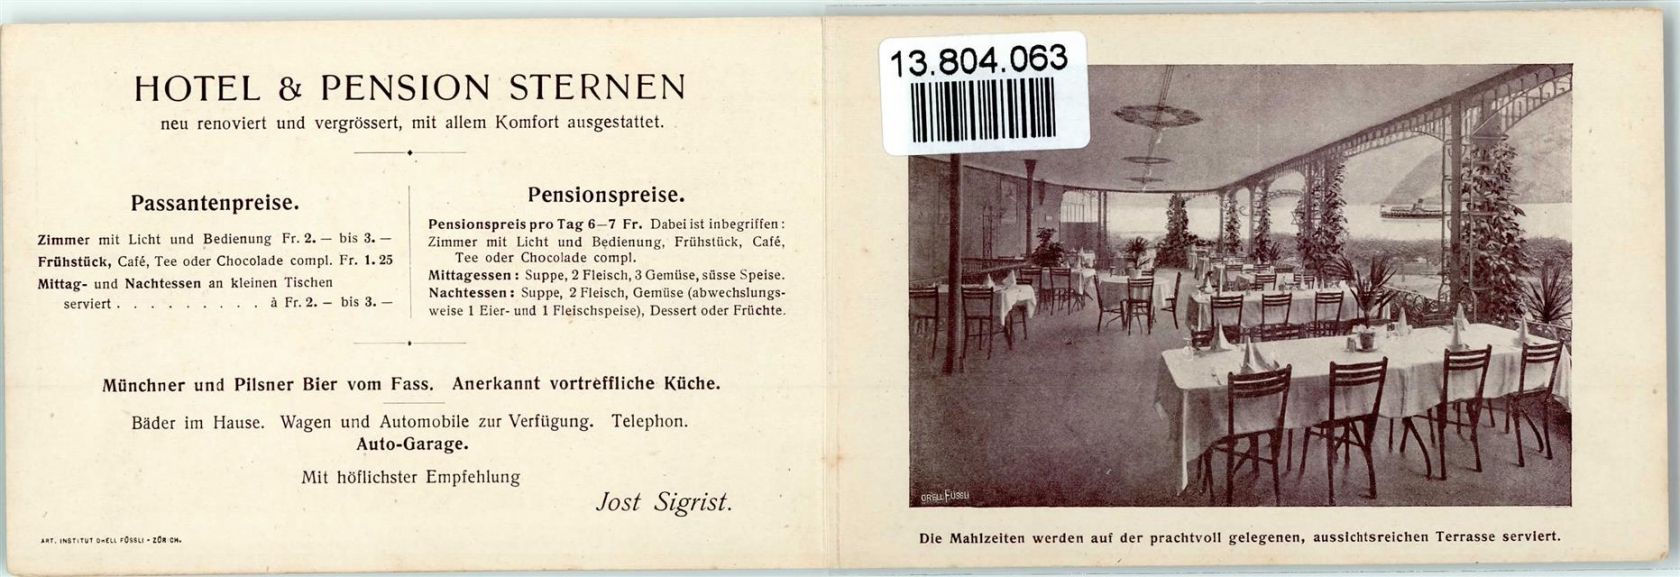 HOTEL & PENSION STERNEN
neu renoviert und vergrössert, mit allem Komfort ausgestattet.
Passantenpreise.
Zimmer mit Licht und Bedienung Fr. 2.— bis 3.—
Frühstück, Café, Tee oder Chocolade compl. Fr. 1.25
Mittag- und Nachtessen an kleinen Tischen
serviert . . . . . . . . . à Fr. 2.— bis 3.—
Pensionspreise.
Pensionspreis pro Tag 6—7 Fr. Dabei ist inbegriffen:
Zimmer mit Licht und Bedienung, Frühstück, Café,
Tee oder Chocolade compl.
Mittagessen: Suppe, 2 Fleisch, 3 Gemüse, süsse Speise.
Nachtessen: Suppe, 2 Fleisch, Gemüse (abwechslungs-
weise 1 Eier- und 1 Fleischspeise), Dessert oder Früchte.
Münchner und Pilsner Bier vom Fass. Anerkannt vortreffliche Küche.
Bäder im Hause. Wagen und Automobile zur Verfügung. Telephon.
Auto-Garage.
Mit höflichster Empfehlung
Jost Sigrist.
ART. INSTITUT ORELL FÜSSLI - ZÜRICH.
13.804.063
ORELL FÜSSLI
Die Mahlzeiten werden auf der prachtvoll gelegenen, aussichtsreichen Terrasse serviert.